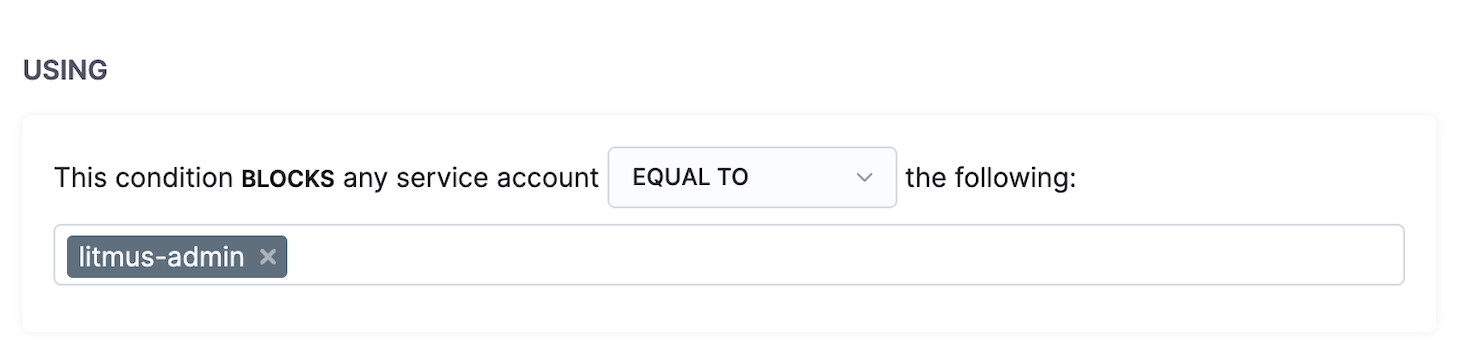 USING
This condition BLOCKS any service account EQUAL TO the following:
litmus-admin